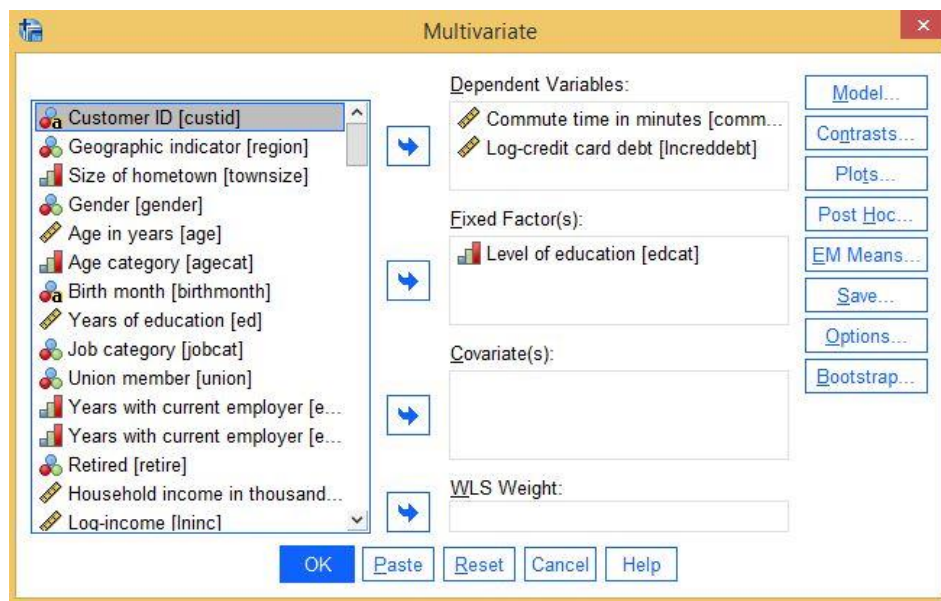 Multivariate
Customer ID [custid]
Geographic indicator [region]
Size of hometown [townsize]
Gender [gender]
Age in years [age]
Age category [agecat]
Birth month [birthmonth]
Years of education [ed]
Job category [jobcat]
Union member [union]
Years with current employer [e...
Years with current employer [e...
Retired [retire]
Household income in thousand...
Log-income [lninc]
Dependent Variables:
Commute time in minutes [comm...
Log-credit card debt [lncreddebt]
Fixed Factor(s):
Level of education [edcat]
Covariate(s):
WLS Weight:
Model...
Contrasts...
Plots...
Post Hoc...
EM Means...
Save...
Options...
Bootstrap...
OK
Paste
Reset
Cancel
Help